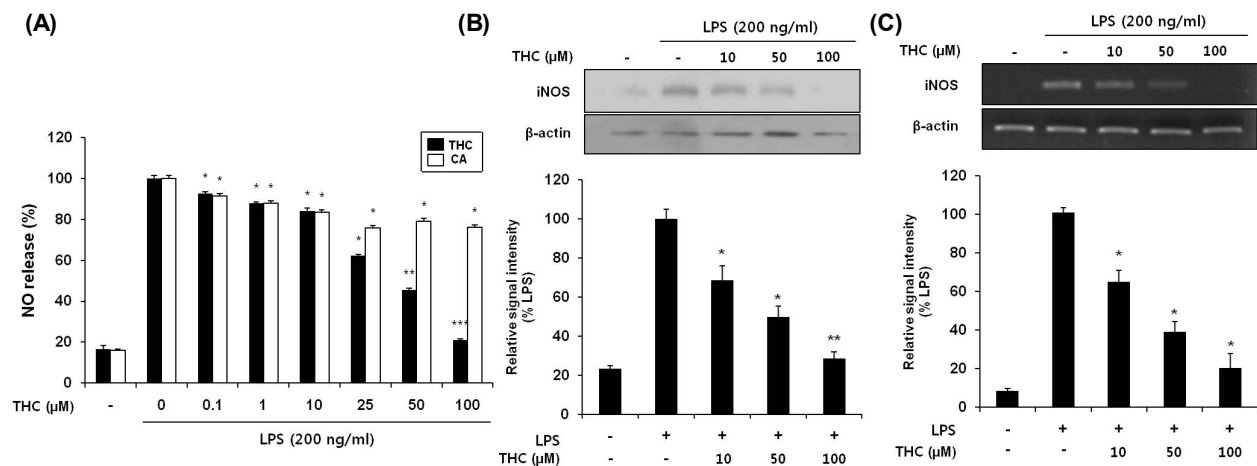 (A)
120
100
80
60
40
20
0
NO release (%)
THC
CA
* * * * * * * * ** * *** *
THC (μM) - 0 0.1 1 10 25 50 100
LPS (200 ng/ml)
(B)
LPS (200 ng/ml)
THC (μM) - - 10 50 100
iNOS
β-actin
120
100
80
60
40
20
0
Relative signal intensity
(% LPS)
* * **
LPS - + + + +
THC (μM) - - 10 50 100
(C)
LPS (200 ng/ml)
THC (μM) - - 10 50 100
iNOS
β-actin
120
100
80
60
40
20
0
Relative signal intensity
(% LPS)
* * *
LPS - + + + +
THC (μM) - - 10 50 100